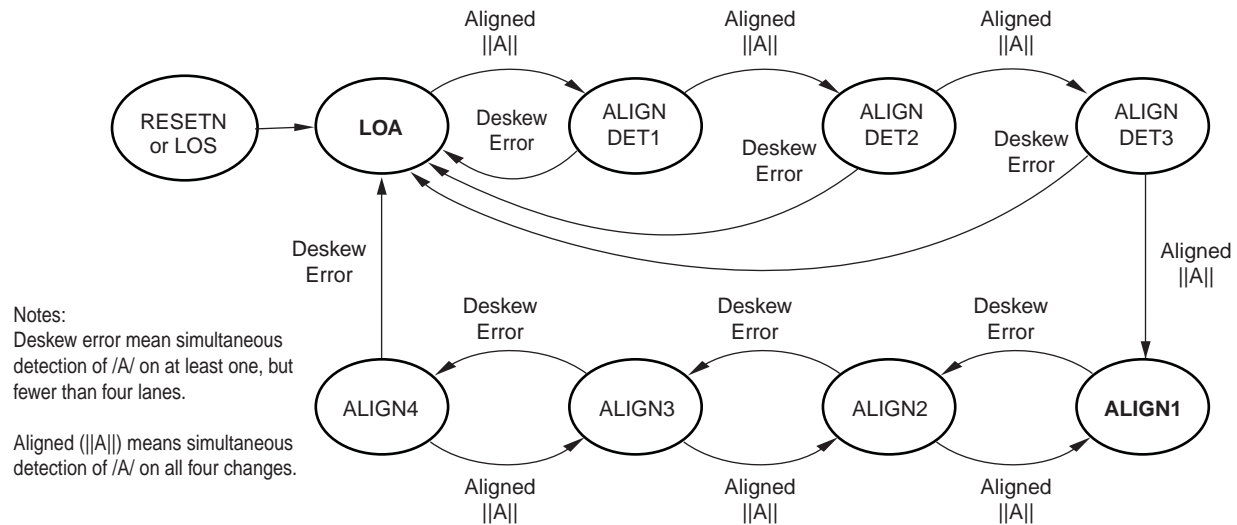 Aligned
||A||
Aligned
||A||
Aligned
||A||
RESETN
or LOS
LOA
Deskew
Error
ALIGN
DET1
Deskew
Error
ALIGN
DET2
Deskew
Error
ALIGN
DET3
Deskew
Error
Aligned
||A||
Notes:
Deskew error mean simultaneous
detection of /A/ on at least one, but
fewer than four lanes.
Aligned (||A||) means simultaneous
detection of /A/ on all four changes.
Deskew
Error
Deskew
Error
Deskew
Error
ALIGN4
ALIGN3
ALIGN2
ALIGN1
Aligned
||A||
Aligned
||A||
Aligned
||A||